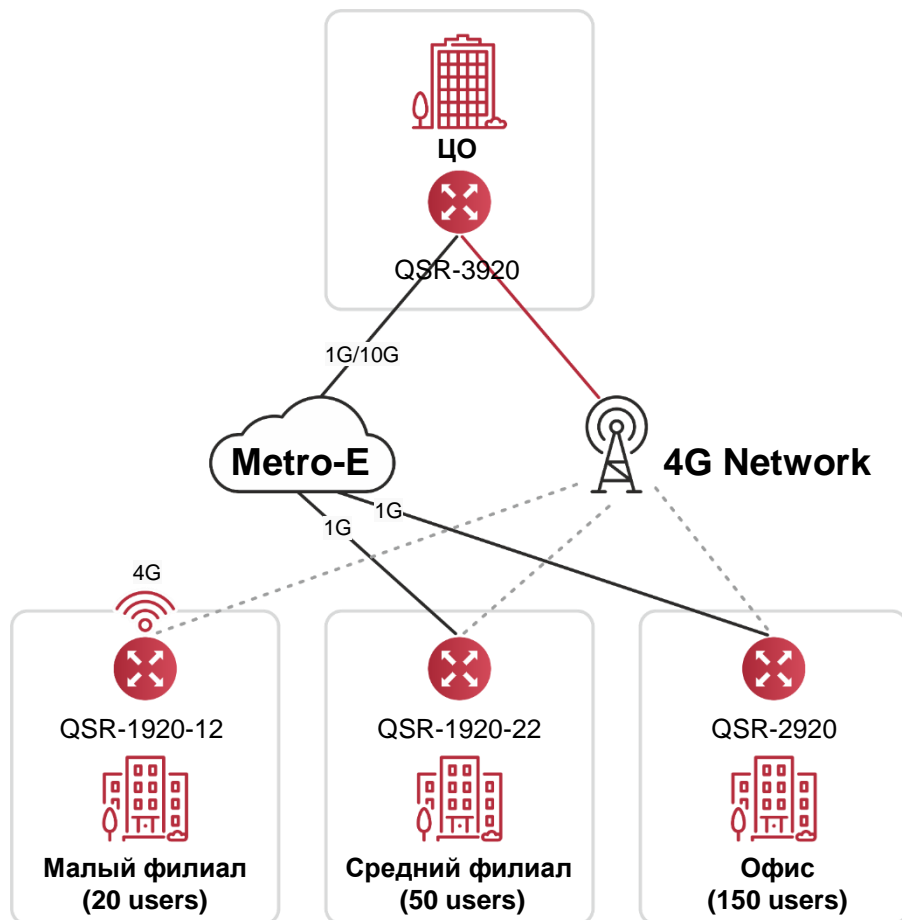 ЦО
QSR-3920
1G/10G
Metro-E
4G Network
1G
1G
4G
QSR-1920-12
QSR-1920-22
QSR-2920
Малый филиал
(20 users)
Средний филиал
(50 users)
Офис
(150 users)